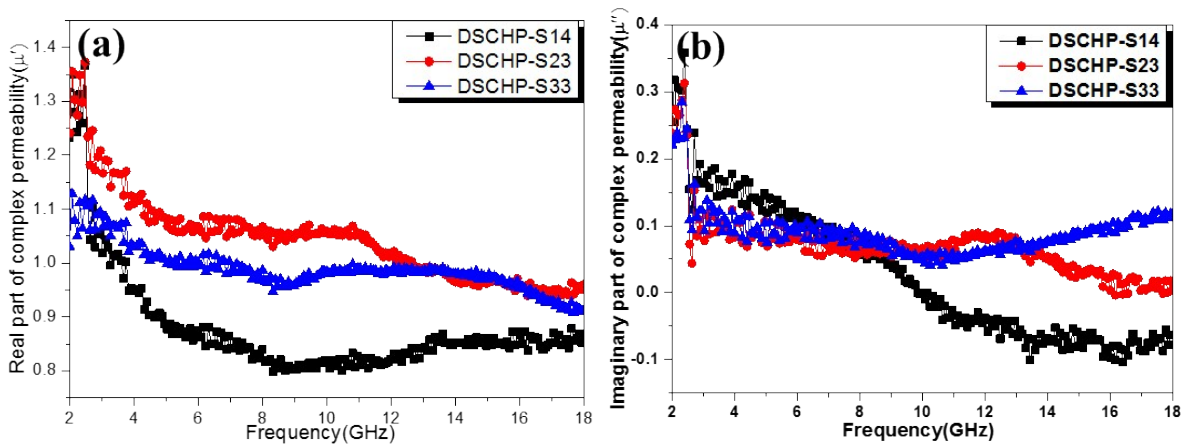 (a)
DSCHP-S14
DSCHP-S23
DSCHP-S33
Real part of complex permeability(μ′)
1.4
1.3
1.2
1.1
1.0
0.9
0.8
2 4 6 8 10 12 14 16 18
Frequency(GHz)
(b)
DSCHP-S14
DSCHP-S23
DSCHP-S33
Imaginary part of complex permeability(μ″)
0.4
0.3
0.2
0.1
0.0
-0.1
2 4 6 8 10 12 14 16 18
Frequency(GHz)